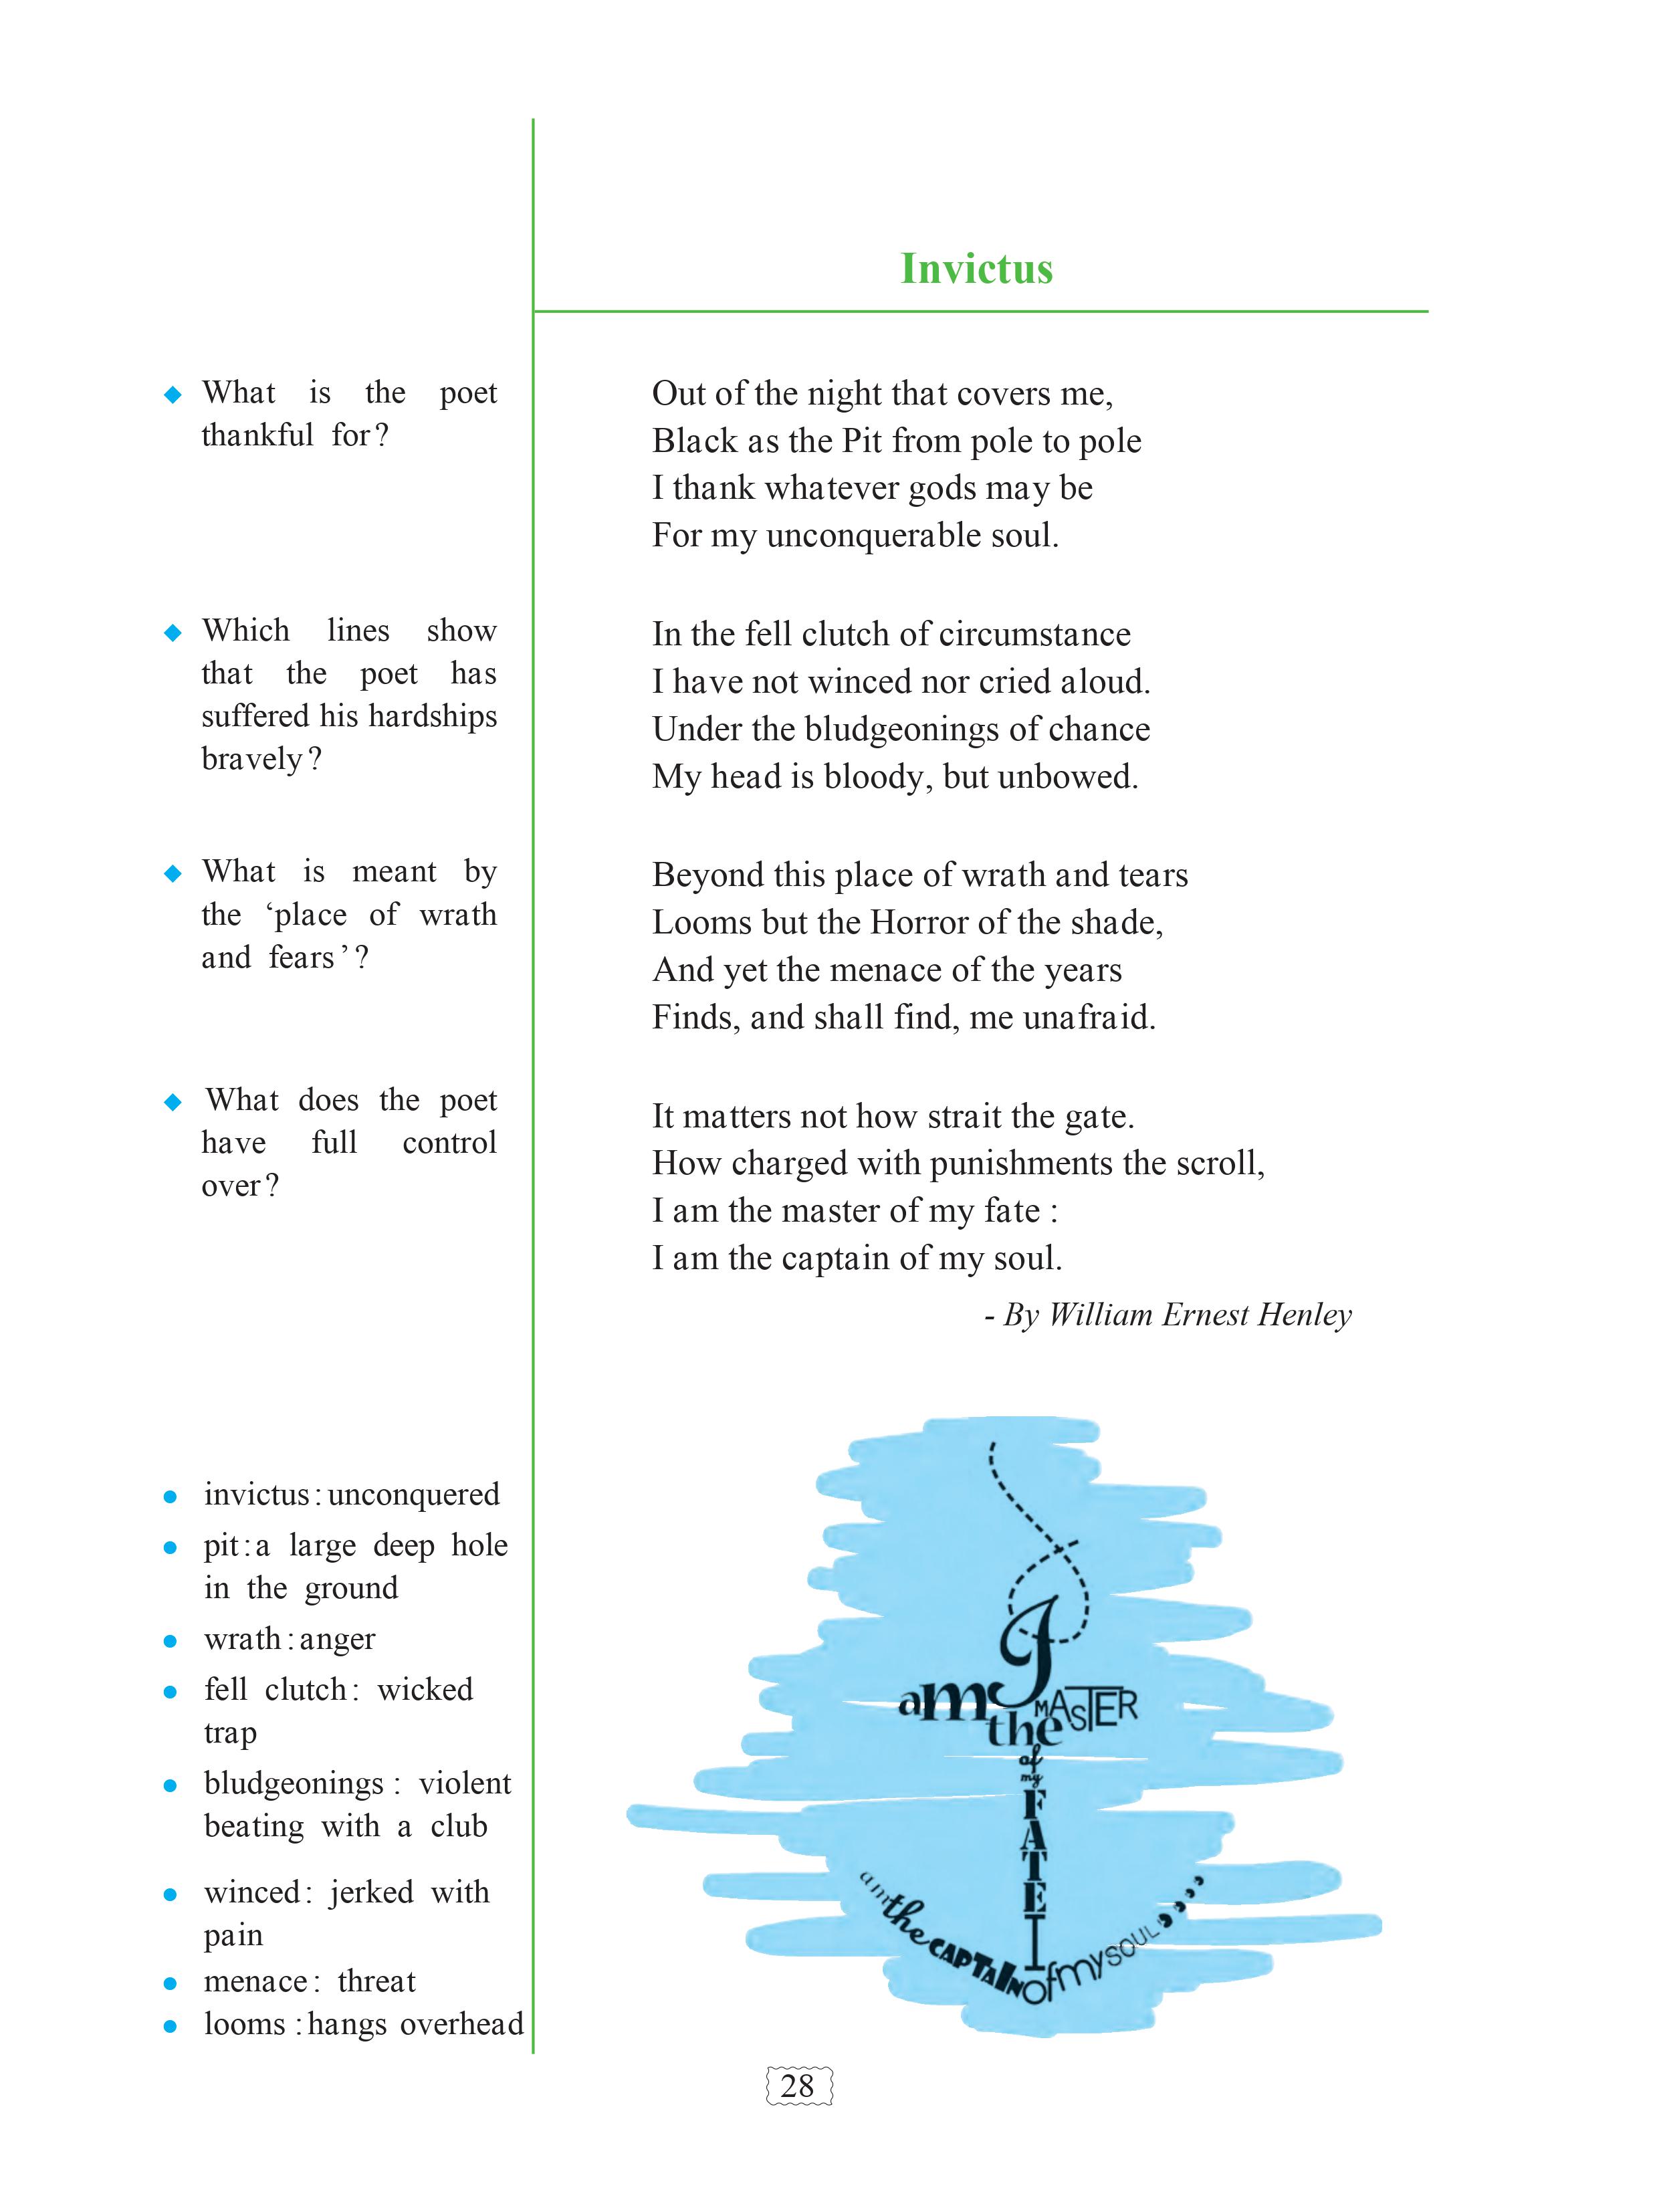 Invictus
What is the poet
thankful for?
Out of the night that covers me,
Black as the Pit from pole to pole
I thank whatever gods may be
For my unconquerable soul.
Which lines show
that the poet has
suffered his hardships
bravely?
In the fell clutch of circumstance
I have not winced nor cried aloud.
Under the bludgeonings of chance
My head is bloody, but unbowed.
What is meant by
the ‘place of wrath
and fears’?
Beyond this place of wrath and tears
Looms but the Horror of the shade,
And yet the menace of the years
Finds, and shall find, me unafraid.
What does the poet
have full control
over?
It matters not how strait the gate.
How charged with punishments the scroll,
I am the master of my fate :
I am the captain of my soul.
- By William Ernest Henley
invictus : unconquered
pit : a large deep hole
in the ground
wrath : anger
fell clutch : wicked
trap
bludgeonings : violent
beating with a club
winced : jerked with
pain
menace : threat
looms : hangs overhead
I
am the MASTER
of
my
FATE
I
am the CAPTAIN of my SOUL,,,,
28